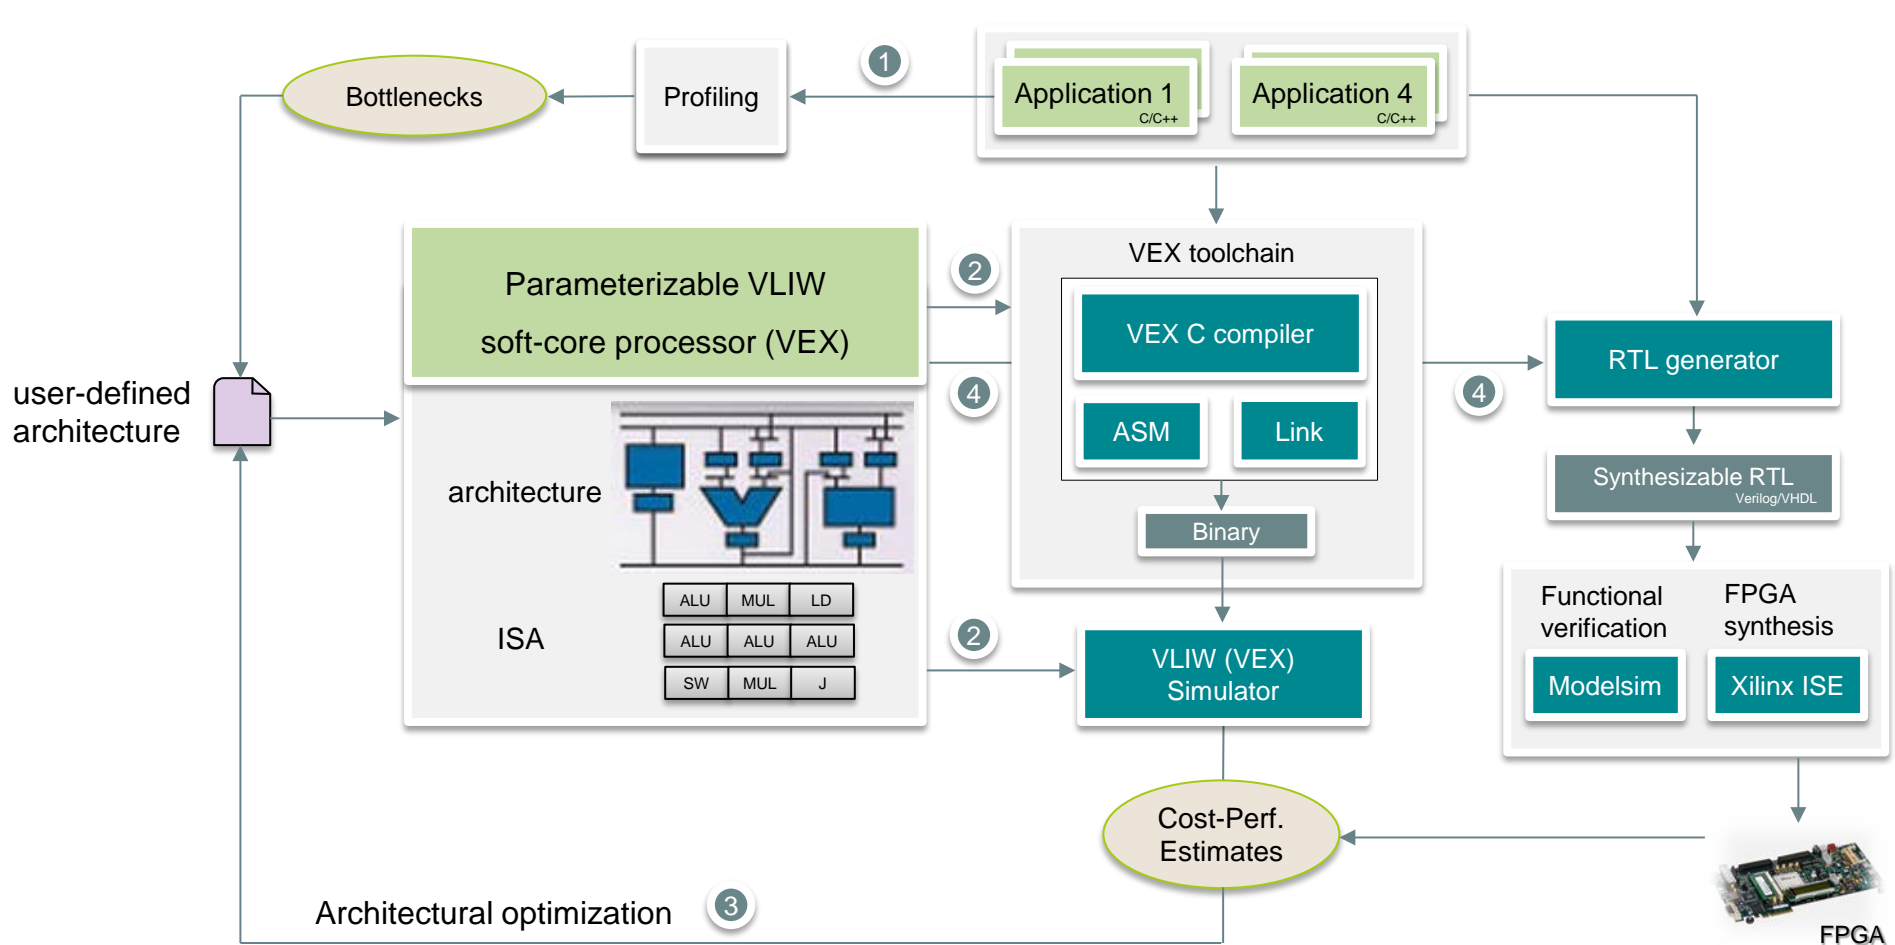 1
Bottlenecks
Profiling
Application 1
C/C++
Application 4
C/C++
Parameterizable VLIW
soft-core processor (VEX)
2
VEX toolchain
VEX C compiler
ASM
Link
Binary
4
4
RTL generator
Synthesizable RTL
Verilog/VHDL
user-defined
architecture
architecture
ISA
ALU MUL LD
ALU ALU ALU
SW MUL J
2
VLIW (VEX)
Simulator
Functional
verification
Modelsim
FPGA
synthesis
Xilinx ISE
Cost-Perf.
Estimates
Architectural optimization
3
FPGA